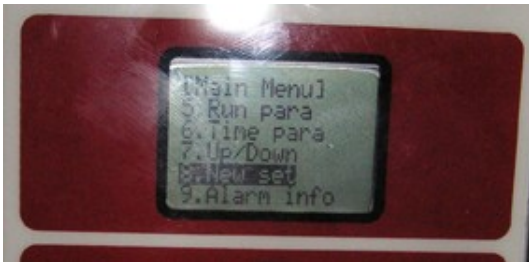 [Main Menu]
5.Run para
6.Time para
7.Up/Down
8.New set
9.Alarm info